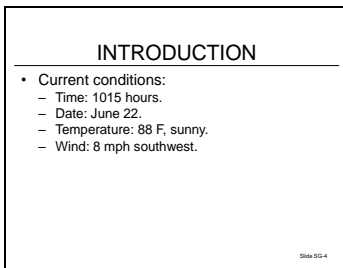 INTRODUCTION
• Current conditions:
– Time: 1015 hours.
– Date: June 22.
– Temperature: 88 F, sunny.
– Wind: 8 mph southwest.
Slide SG-4